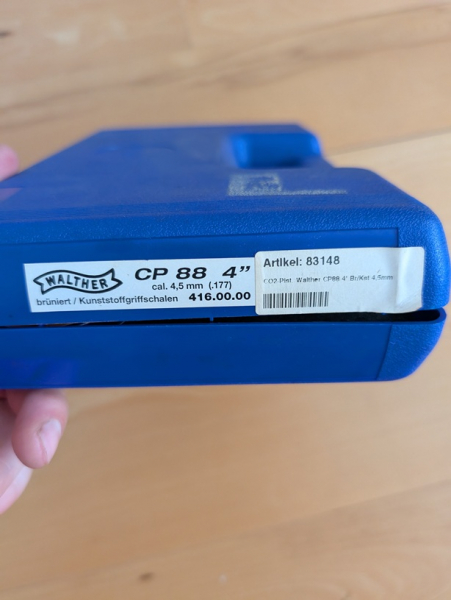 WALTHER
CP 88 4”
cal. 4,5 mm (.177)
brüniert / Kunststoffgriffschalen 416.00.00
Artikel: 83148
CO2 Pist. Walther CP88 4" Br/Kst 4,5mm